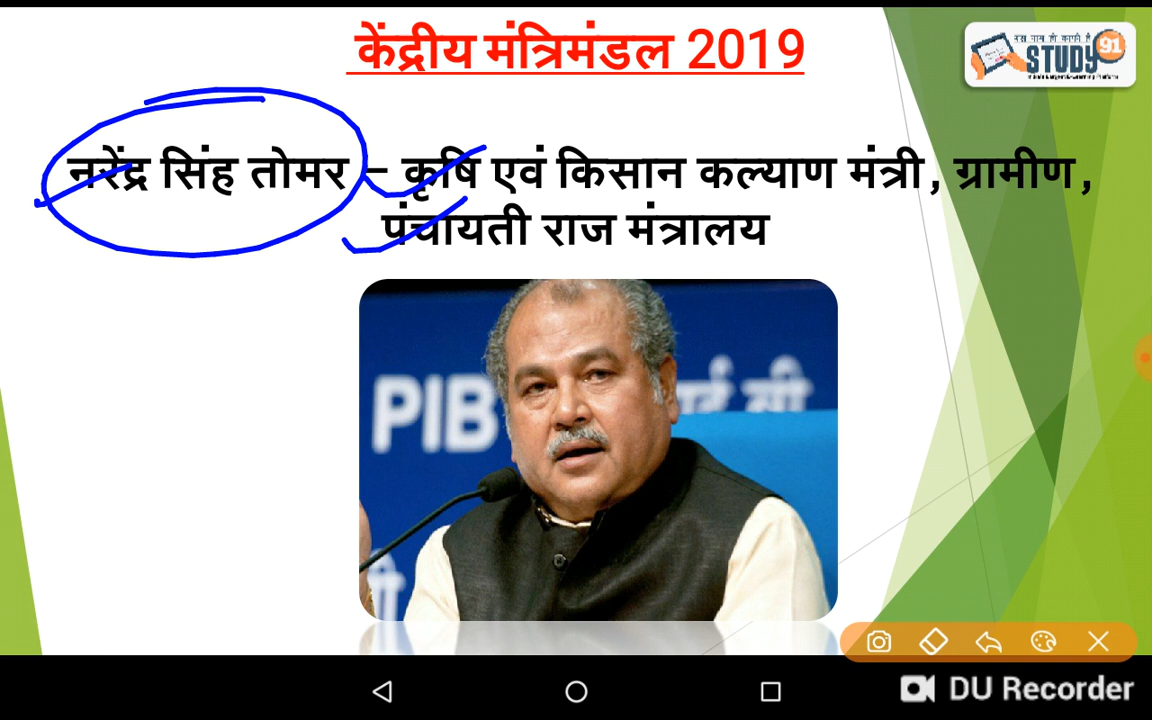 केंद्रीय मंत्रिमंडल 2019
STUDY 91
नरेंद्र सिंह तोमर – कृषि एवं किसान कल्याण मंत्री, ग्रामीण,
पंचायती राज मंत्रालय
PIB
DU Recorder